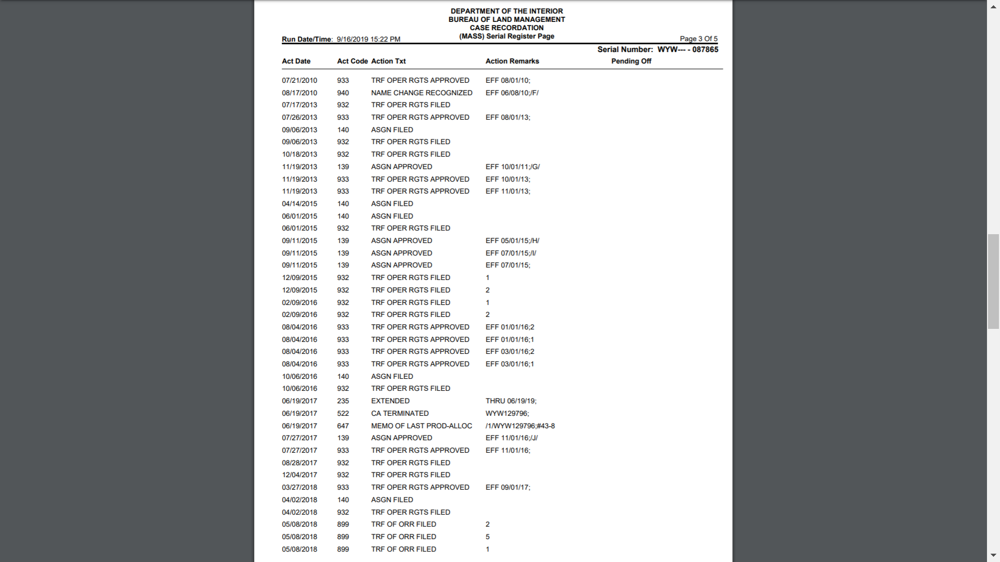 DEPARTMENT OF THE INTERIOR
BUREAU OF LAND MANAGEMENT
CASE RECORDATION
(MASS) Serial Register Page
Run Date/Time: 9/16/2019 15:22 PM
Page 3 Of 5
Serial Number: WYW--- - 087865
Act Date Act Code Action Txt Action Remarks Pending Off
07/21/2010 933 TRF OPER RGTS APPROVED EFF 08/01/10;
08/17/2010 940 NAME CHANGE RECOGNIZED EFF 06/08/10;/F/
07/17/2013 932 TRF OPER RGTS FILED
07/26/2013 933 TRF OPER RGTS APPROVED EFF 08/01/13;
09/06/2013 140 ASGN FILED
09/06/2013 932 TRF OPER RGTS FILED
10/18/2013 932 TRF OPER RGTS FILED
11/19/2013 139 ASGN APPROVED EFF 10/01/11;/G/
11/19/2013 933 TRF OPER RGTS APPROVED EFF 10/01/13;
11/19/2013 933 TRF OPER RGTS APPROVED EFF 11/01/13;
04/14/2015 140 ASGN FILED
06/01/2015 140 ASGN FILED
06/01/2015 932 TRF OPER RGTS FILED
09/11/2015 139 ASGN APPROVED EFF 05/01/15;/H/
09/11/2015 139 ASGN APPROVED EFF 07/01/15;/I/
09/11/2015 139 ASGN APPROVED EFF 07/01/15;
12/09/2015 932 TRF OPER RGTS FILED 1
12/09/2015 932 TRF OPER RGTS FILED 2
02/09/2016 932 TRF OPER RGTS FILED 1
02/09/2016 932 TRF OPER RGTS FILED 2
08/04/2016 933 TRF OPER RGTS APPROVED EFF 01/01/16;2
08/04/2016 933 TRF OPER RGTS APPROVED EFF 01/01/16;1
08/04/2016 933 TRF OPER RGTS APPROVED EFF 03/01/16;2
08/04/2016 933 TRF OPER RGTS APPROVED EFF 03/01/16;1
10/06/2016 140 ASGN FILED
10/06/2016 932 TRF OPER RGTS FILED
06/19/2017 235 EXTENDED THRU 06/19/19;
06/19/2017 522 CA TERMINATED WYW129796;
06/19/2017 647 MEMO OF LAST PROD-ALLOC /1/WYW129796;#43-8
07/27/2017 139 ASGN APPROVED EFF 11/01/16;/J/
07/27/2017 933 TRF OPER RGTS APPROVED EFF 11/01/16;
08/28/2017 932 TRF OPER RGTS FILED
12/04/2017 932 TRF OPER RGTS FILED
03/27/2018 933 TRF OPER RGTS APPROVED EFF 09/01/17;
04/02/2018 140 ASGN FILED
04/02/2018 932 TRF OPER RGTS FILED
05/08/2018 899 TRF OF ORR FILED 2
05/08/2018 899 TRF OF ORR FILED 5
05/08/2018 899 TRF OF ORR FILED 1